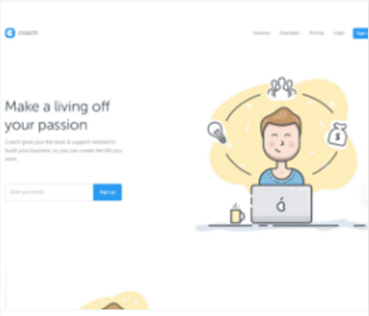 coach
Features Examples Pricing Login Sign up
Make a living off
your passion
Coach gives you the tools & support needed to
build your business, so you can create the life you
want.
Enter your email
Sign up
$